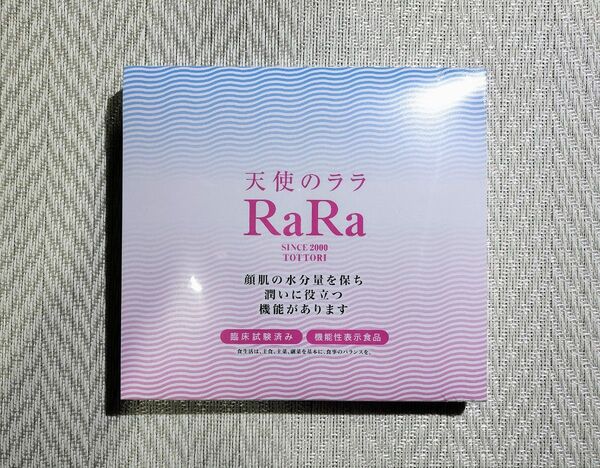 天使のララ
RaRa
SINCE 2000
TOTTORI
顔肌の水分量を保ち
潤いに役立つ
機能があります
臨床試験済み 機能性表示食品
食生活は、主食、主菜、副菜を基本に、食事のバランスを。